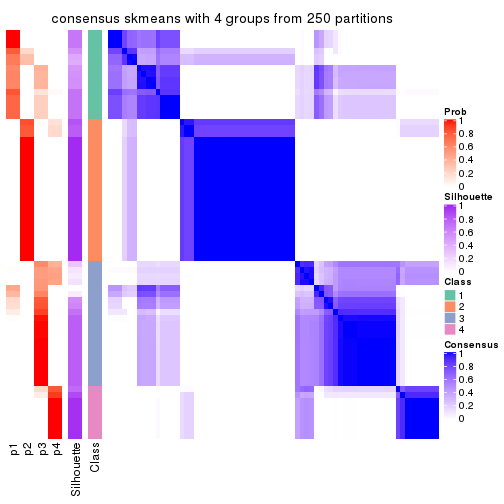 consensus skmeans with 4 groups from 250 partitions
Prob
1
0.8
0.6
0.4
0.2
0
Silhouette
1
0.8
0.6
0.4
0.2
0
Class
1
2
3
4
Consensus
1
0.8
0.6
0.4
0.2
0
p1
p2
p3
p4
Silhouette
Class